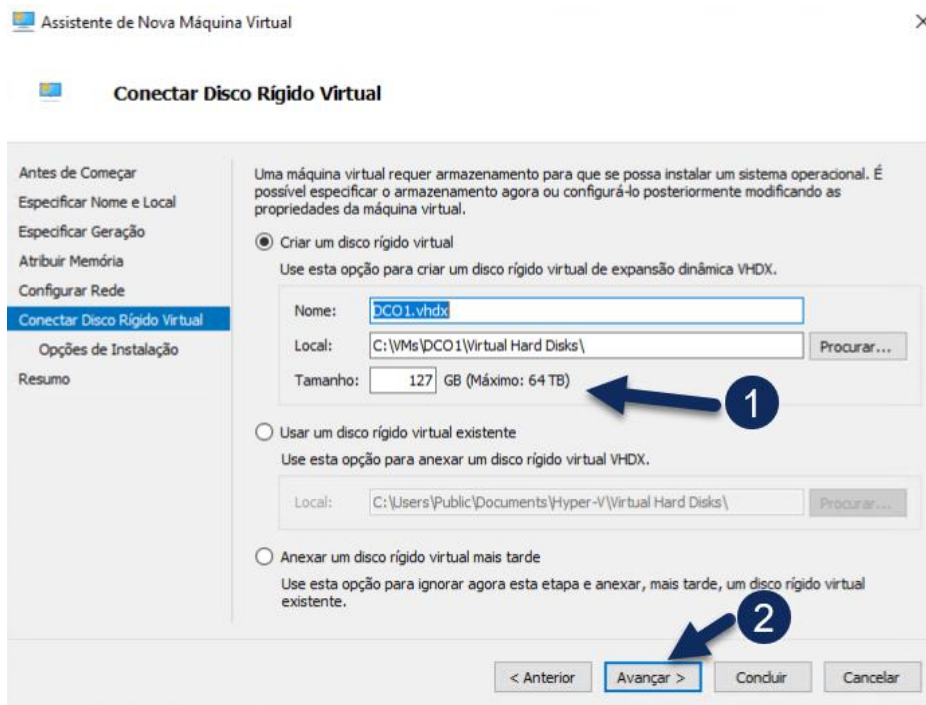 Assistente de Nova Máquina Virtual
Conectar Disco Rígido Virtual
Antes de Começar
Especificar Nome e Local
Especificar Geração
Atribuir Memória
Configurar Rede
Conectar Disco Rígido Virtual
Opções de Instalação
Resumo
Uma máquina virtual requer armazenamento para que se possa instalar um sistema operacional. É
possível especificar o armazenamento agora ou configurá-lo posteriormente modificando as
propriedades da máquina virtual.
Criar um disco rígido virtual
Use esta opção para criar um disco rígido virtual de expansão dinâmica VHDX.
Nome: DCO1.vhdx
Local: C:\VMs\DCO1\Virtual Hard Disks\ Procurar...
Tamanho: 127 GB (Máximo: 64 TB)
1
Usar um disco rígido virtual existente
Use esta opção para anexar um disco rígido virtual VHDX.
Local: C:\Users\Public\Documents\Hyper-V\Virtual Hard Disks\ Procurar...
Anexar um disco rígido virtual mais tarde
Use esta opção para ignorar agora esta etapa e anexar, mais tarde, um disco rígido virtual
existente.
2
< Anterior Avançar > Concluir Cancelar